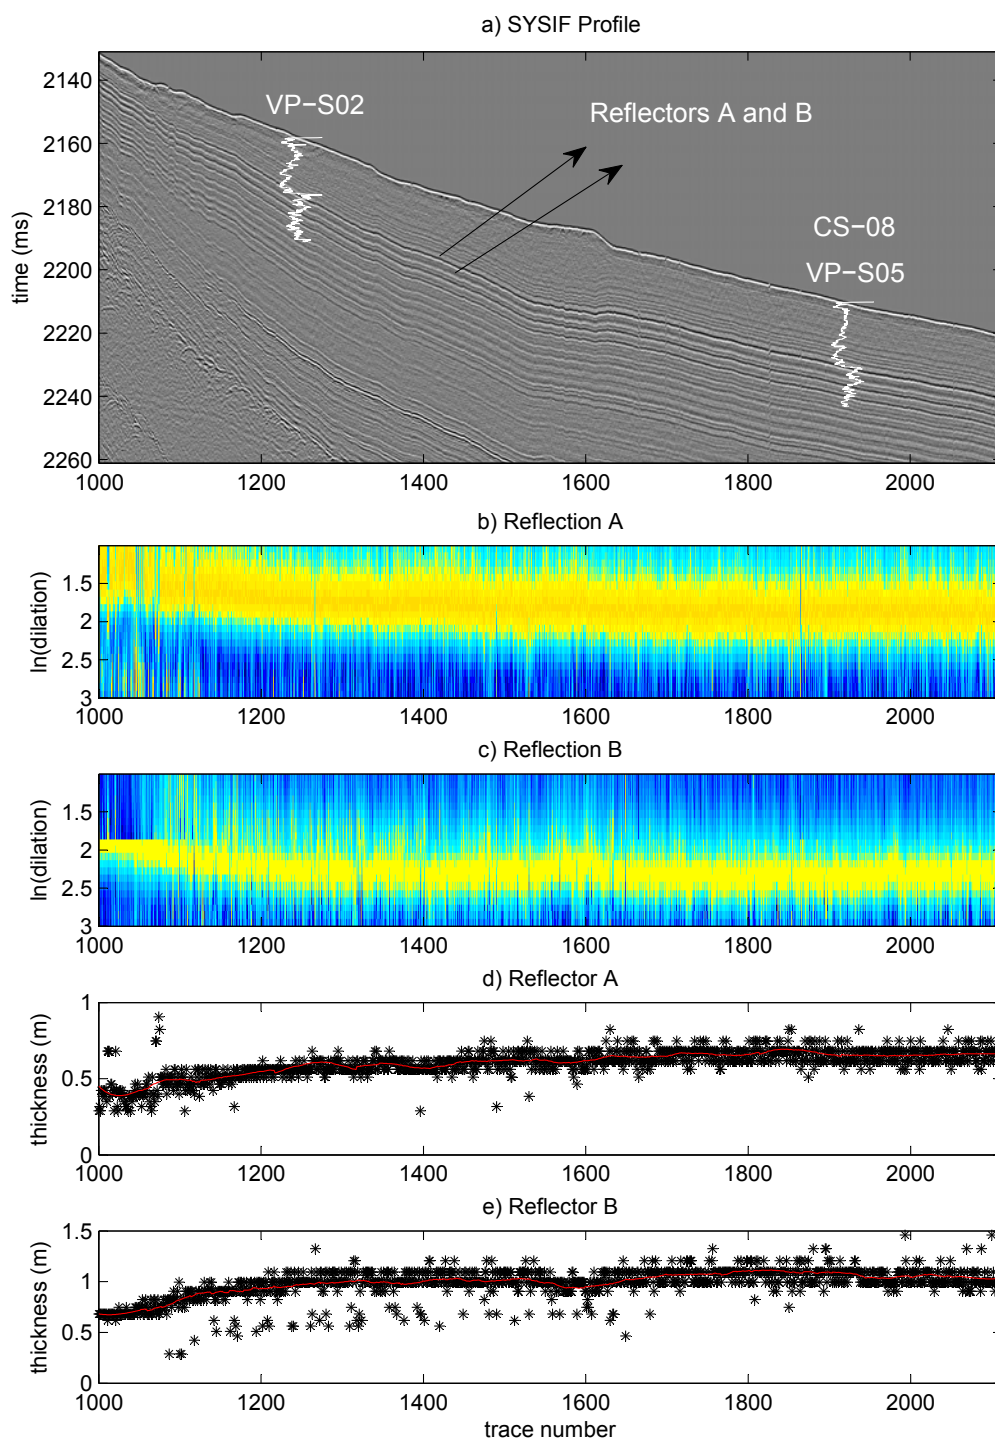 a) SYSIF Profile
time (ms)
2140
2160
2180
2200
2220
2240
2260
VP−S02
Reflectors A and B
CS−08
VP−S05
1000 1200 1400 1600 1800 2000
b) Reflection A
ln(dilation)
1.5
2
2.5
3
1000 1200 1400 1600 1800 2000
c) Reflection B
ln(dilation)
1.5
2
2.5
3
1000 1200 1400 1600 1800 2000
d) Reflector A
thickness (m)
1
0.5
0
1000 1200 1400 1600 1800 2000
e) Reflector B
thickness (m)
1.5
1
0.5
0
1000 1200 1400 1600 1800 2000
trace number